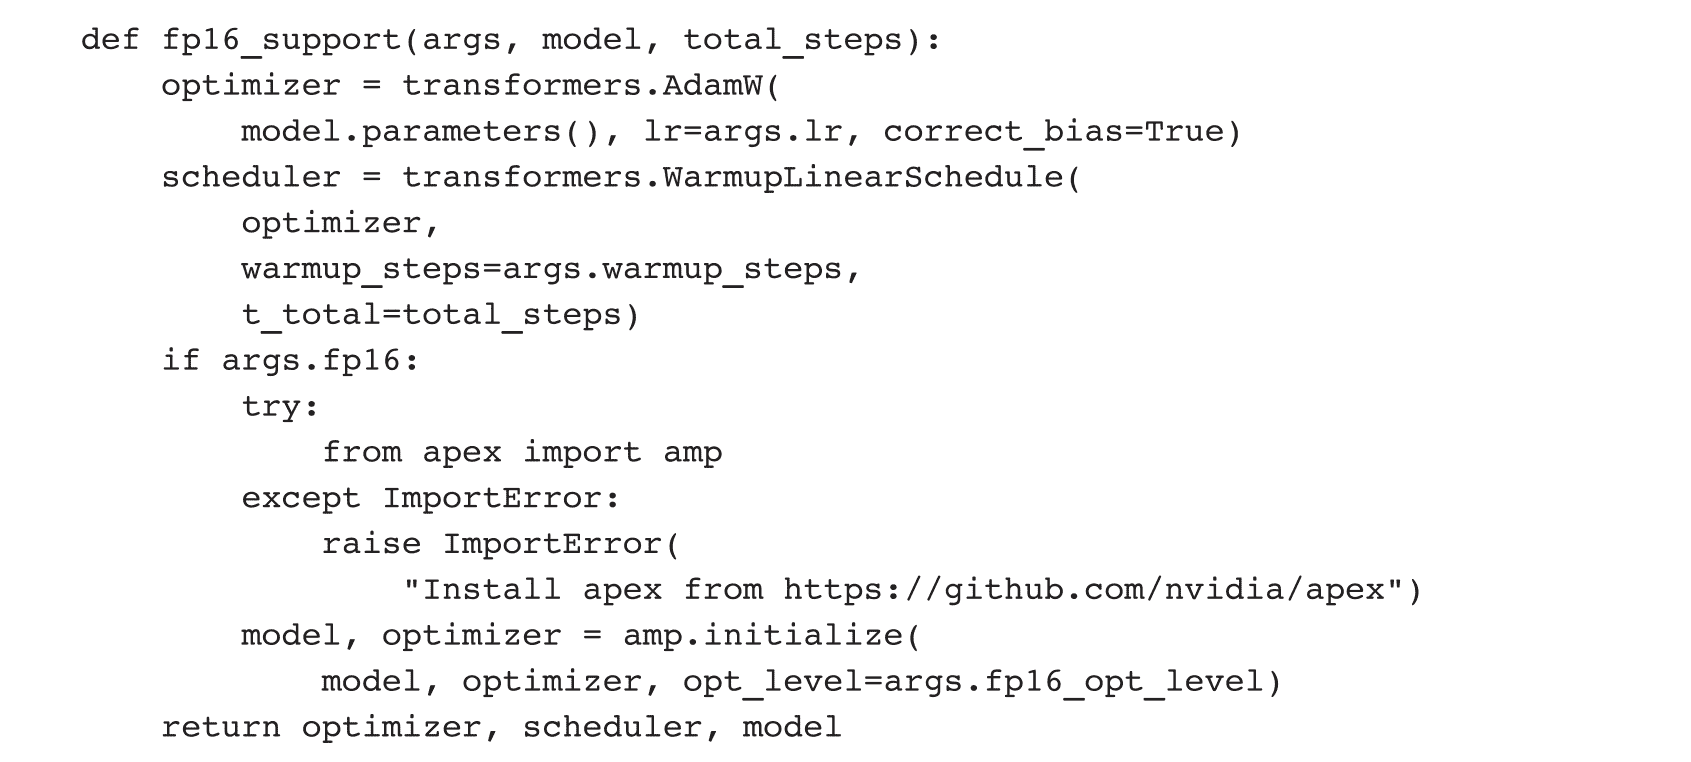 def fp16_support(args, model, total_steps):
    optimizer = transformers.AdamW(
        model.parameters(), lr=args.lr, correct_bias=True)
    scheduler = transformers.WarmupLinearSchedule(
        optimizer,
        warmup_steps=args.warmup_steps,
        t_total=total_steps)
    if args.fp16:
        try:
            from apex import amp
        except ImportError:
            raise ImportError(
                "Install apex from https://github.com/nvidia/apex")
        model, optimizer = amp.initialize(
            model, optimizer, opt_level=args.fp16_opt_level)
    return optimizer, scheduler, model